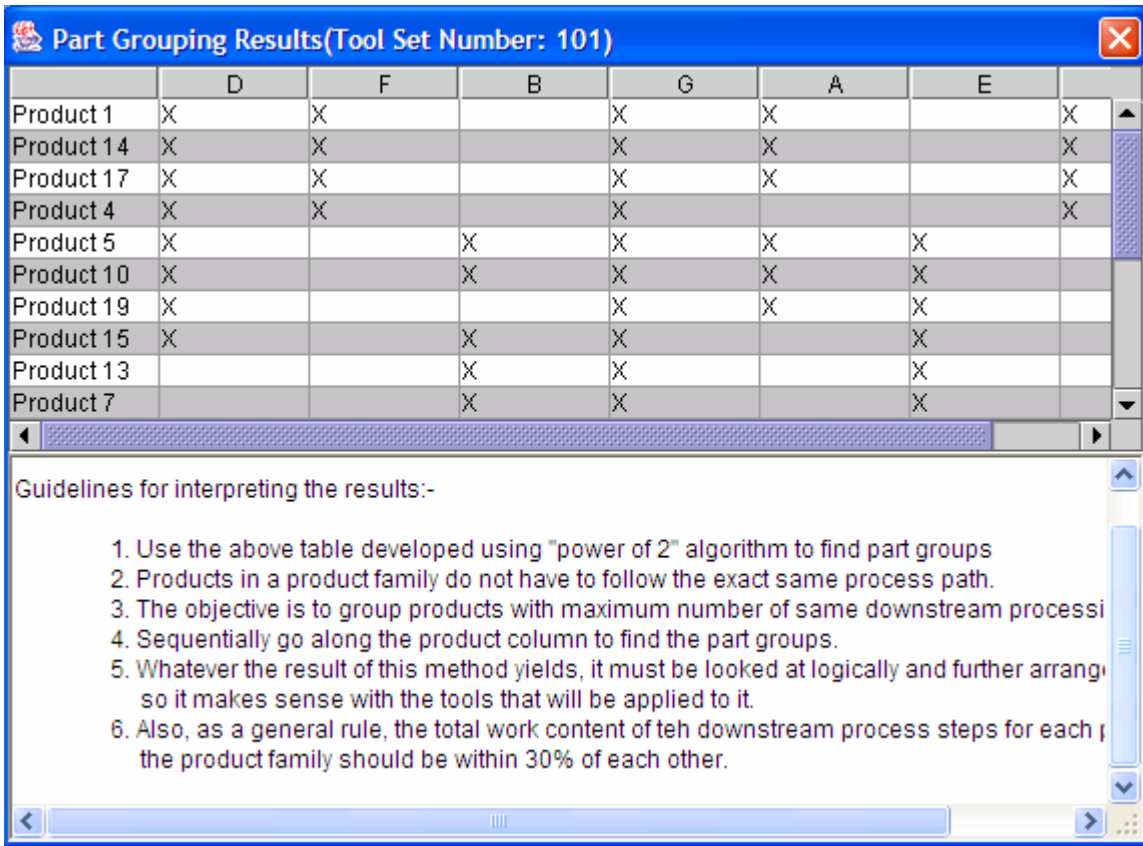 Part Grouping Results(Tool Set Number: 101)
D F B G A E
Product 1 X X X X X
Product 14 X X X X X
Product 17 X X X X X
Product 4 X X X X
Product 5 X X X X X
Product 10 X X X X X
Product 19 X X X X
Product 15 X X X X
Product 13 X X X
Product 7 X X X
Guidelines for interpreting the results:-
1. Use the above table developed using "power of 2" algorithm to find part groups
2. Products in a product family do not have to follow the exact same process path.
3. The objective is to group products with maximum number of same downstream processi
4. Sequentially go along the product column to find the part groups.
5. Whatever the result of this method yields, it must be looked at logically and further arrang
so it makes sense with the tools that will be applied to it.
6. Also, as a general rule, the total work content of teh downstream process steps for each
the product family should be within 30% of each other.